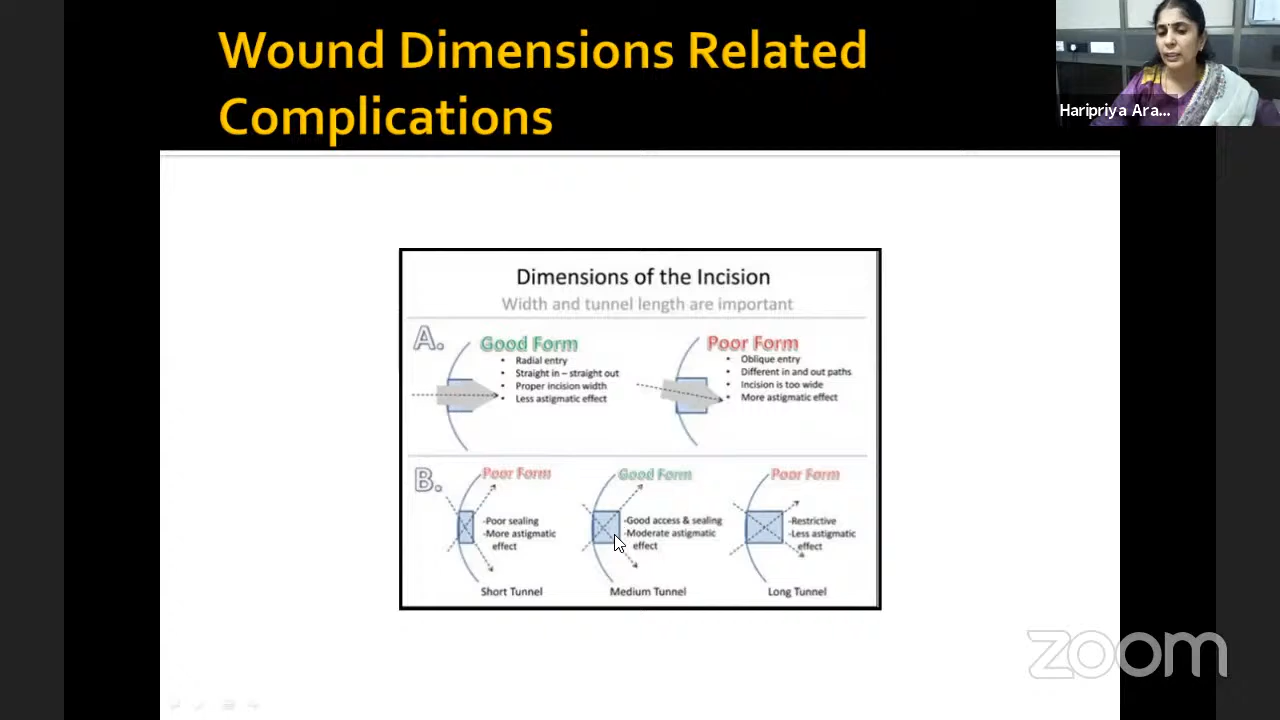 Wound Dimensions Related
Complications
Haripriya Ara...
Dimensions of the Incision
Width and tunnel length are important
A.
Good Form
• Radial entry
• Straight in – straight out
• Proper incision width
• Less astigmatic effect
Poor Form
• Oblique entry
• Different in and out paths
• Incision is too wide
• More astigmatic effect
B.
Poor Form
-Poor sealing
-More astigmatic
effect
Short Tunnel
Good Form
-Good access & sealing
-Moderate astigmatic
effect
Medium Tunnel
Poor Form
-Restrictive
-Less astigmatic
effect
Long Tunnel
zoom